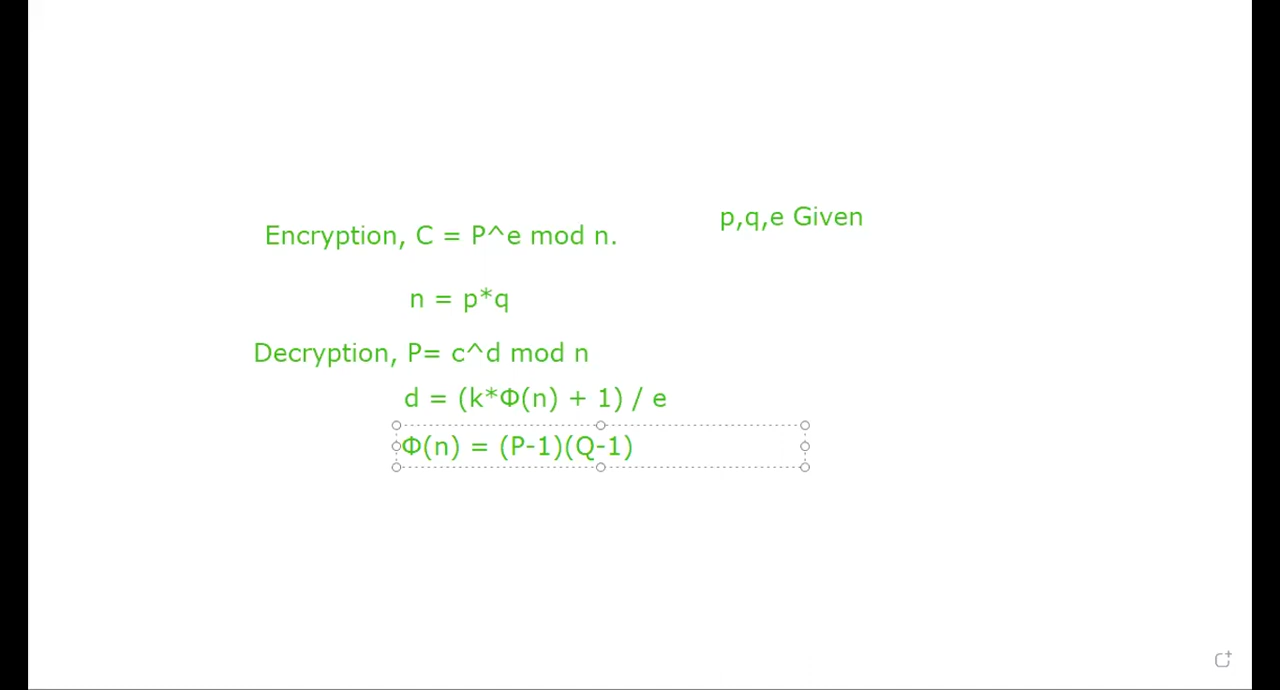 p,q,e Given
Encryption, C = P^e mod n.
n = p*q
Decryption, P= c^d mod n
d = (k*Φ(n) + 1) / e
Φ(n) = (P-1)(Q-1)